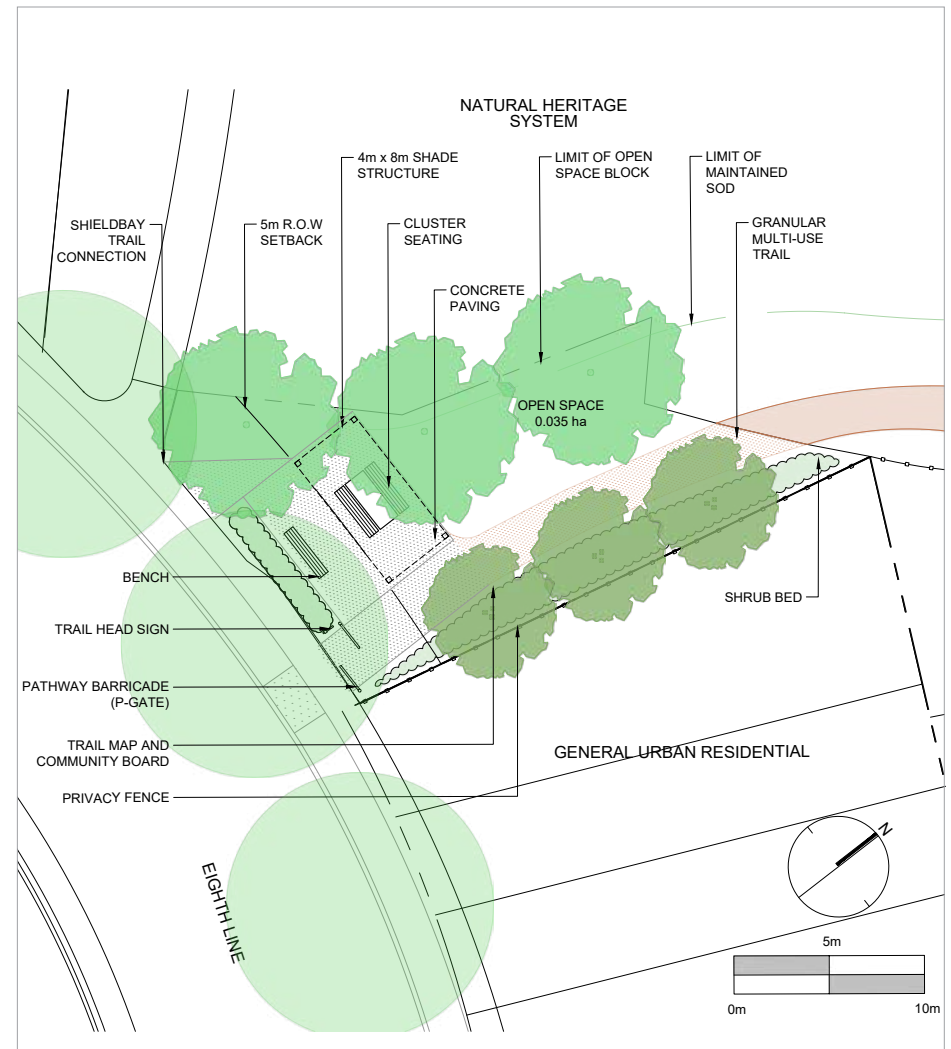 NATURAL HERITAGE
SYSTEM
4m x 8m SHADE
STRUCTURE
LIMIT OF OPEN
SPACE BLOCK
LIMIT OF
MAINTAINED
SOD
SHIELDBAY
TRAIL
CONNECTION
5m R.O.W
SETBACK
CLUSTER
SEATING
GRANULAR
MULTI-USE
TRAIL
CONCRETE
PAVING
OPEN SPACE
0.035 ha
BENCH
SHRUB BED
TRAIL HEAD SIGN
PATHWAY BARRICADE
(P-GATE)
TRAIL MAP AND
COMMUNITY BOARD
GENERAL URBAN RESIDENTIAL
PRIVACY FENCE
EIGHTH LINE
N
5m
0m
10m